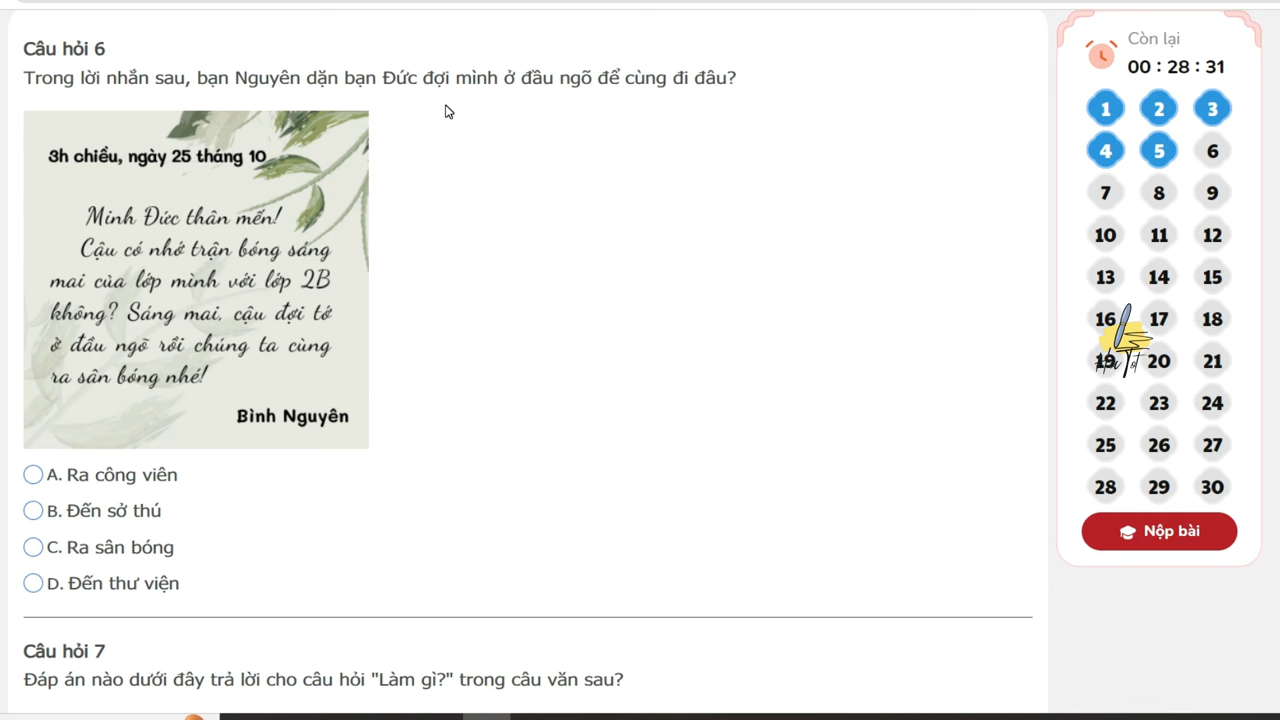 Câu hỏi 6
Trong lời nhắn sau, bạn Nguyên dặn bạn Đức đợi mình ở đầu ngõ để cùng đi đâu?
3h chiều, ngày 25 tháng 10
Minh Đức thân mến!
Cậu có nhớ trận bóng sáng
mai của lớp mình với lớp 2B
không? Sáng mai, cậu đợi tớ
ở đầu ngõ rồi chúng ta cùng
ra sân bóng nhé!
Bình Nguyên
A. Ra công viên
B. Đến sở thú
C. Ra sân bóng
D. Đến thư viện
Câu hỏi 7
Đáp án nào dưới đây trả lời cho câu hỏi "Làm gì?" trong câu văn sau?
Còn lại
00 : 28 : 31
1 2 3
4 5 6
7 8 9
10 11 12
13 14 15
16 17 18
19 20 21
22 23 24
25 26 27
28 29 30
Nộp bài